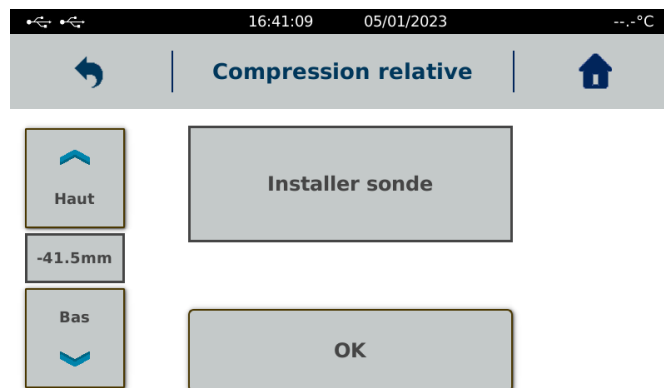 16:41:09 05/01/2023 --.-°C
Compression relative
Haut
Installer sonde
-41.5mm
Bas
OK